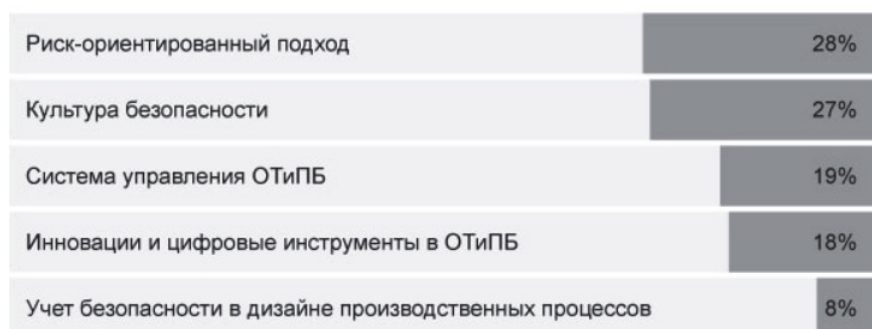 Риск-ориентированный подход 28%
Культура безопасности 27%
Система управления ОТиПБ 19%
Инновации и цифровые инструменты в ОТиПБ 18%
Учет безопасности в дизайне производственных процессов 8%